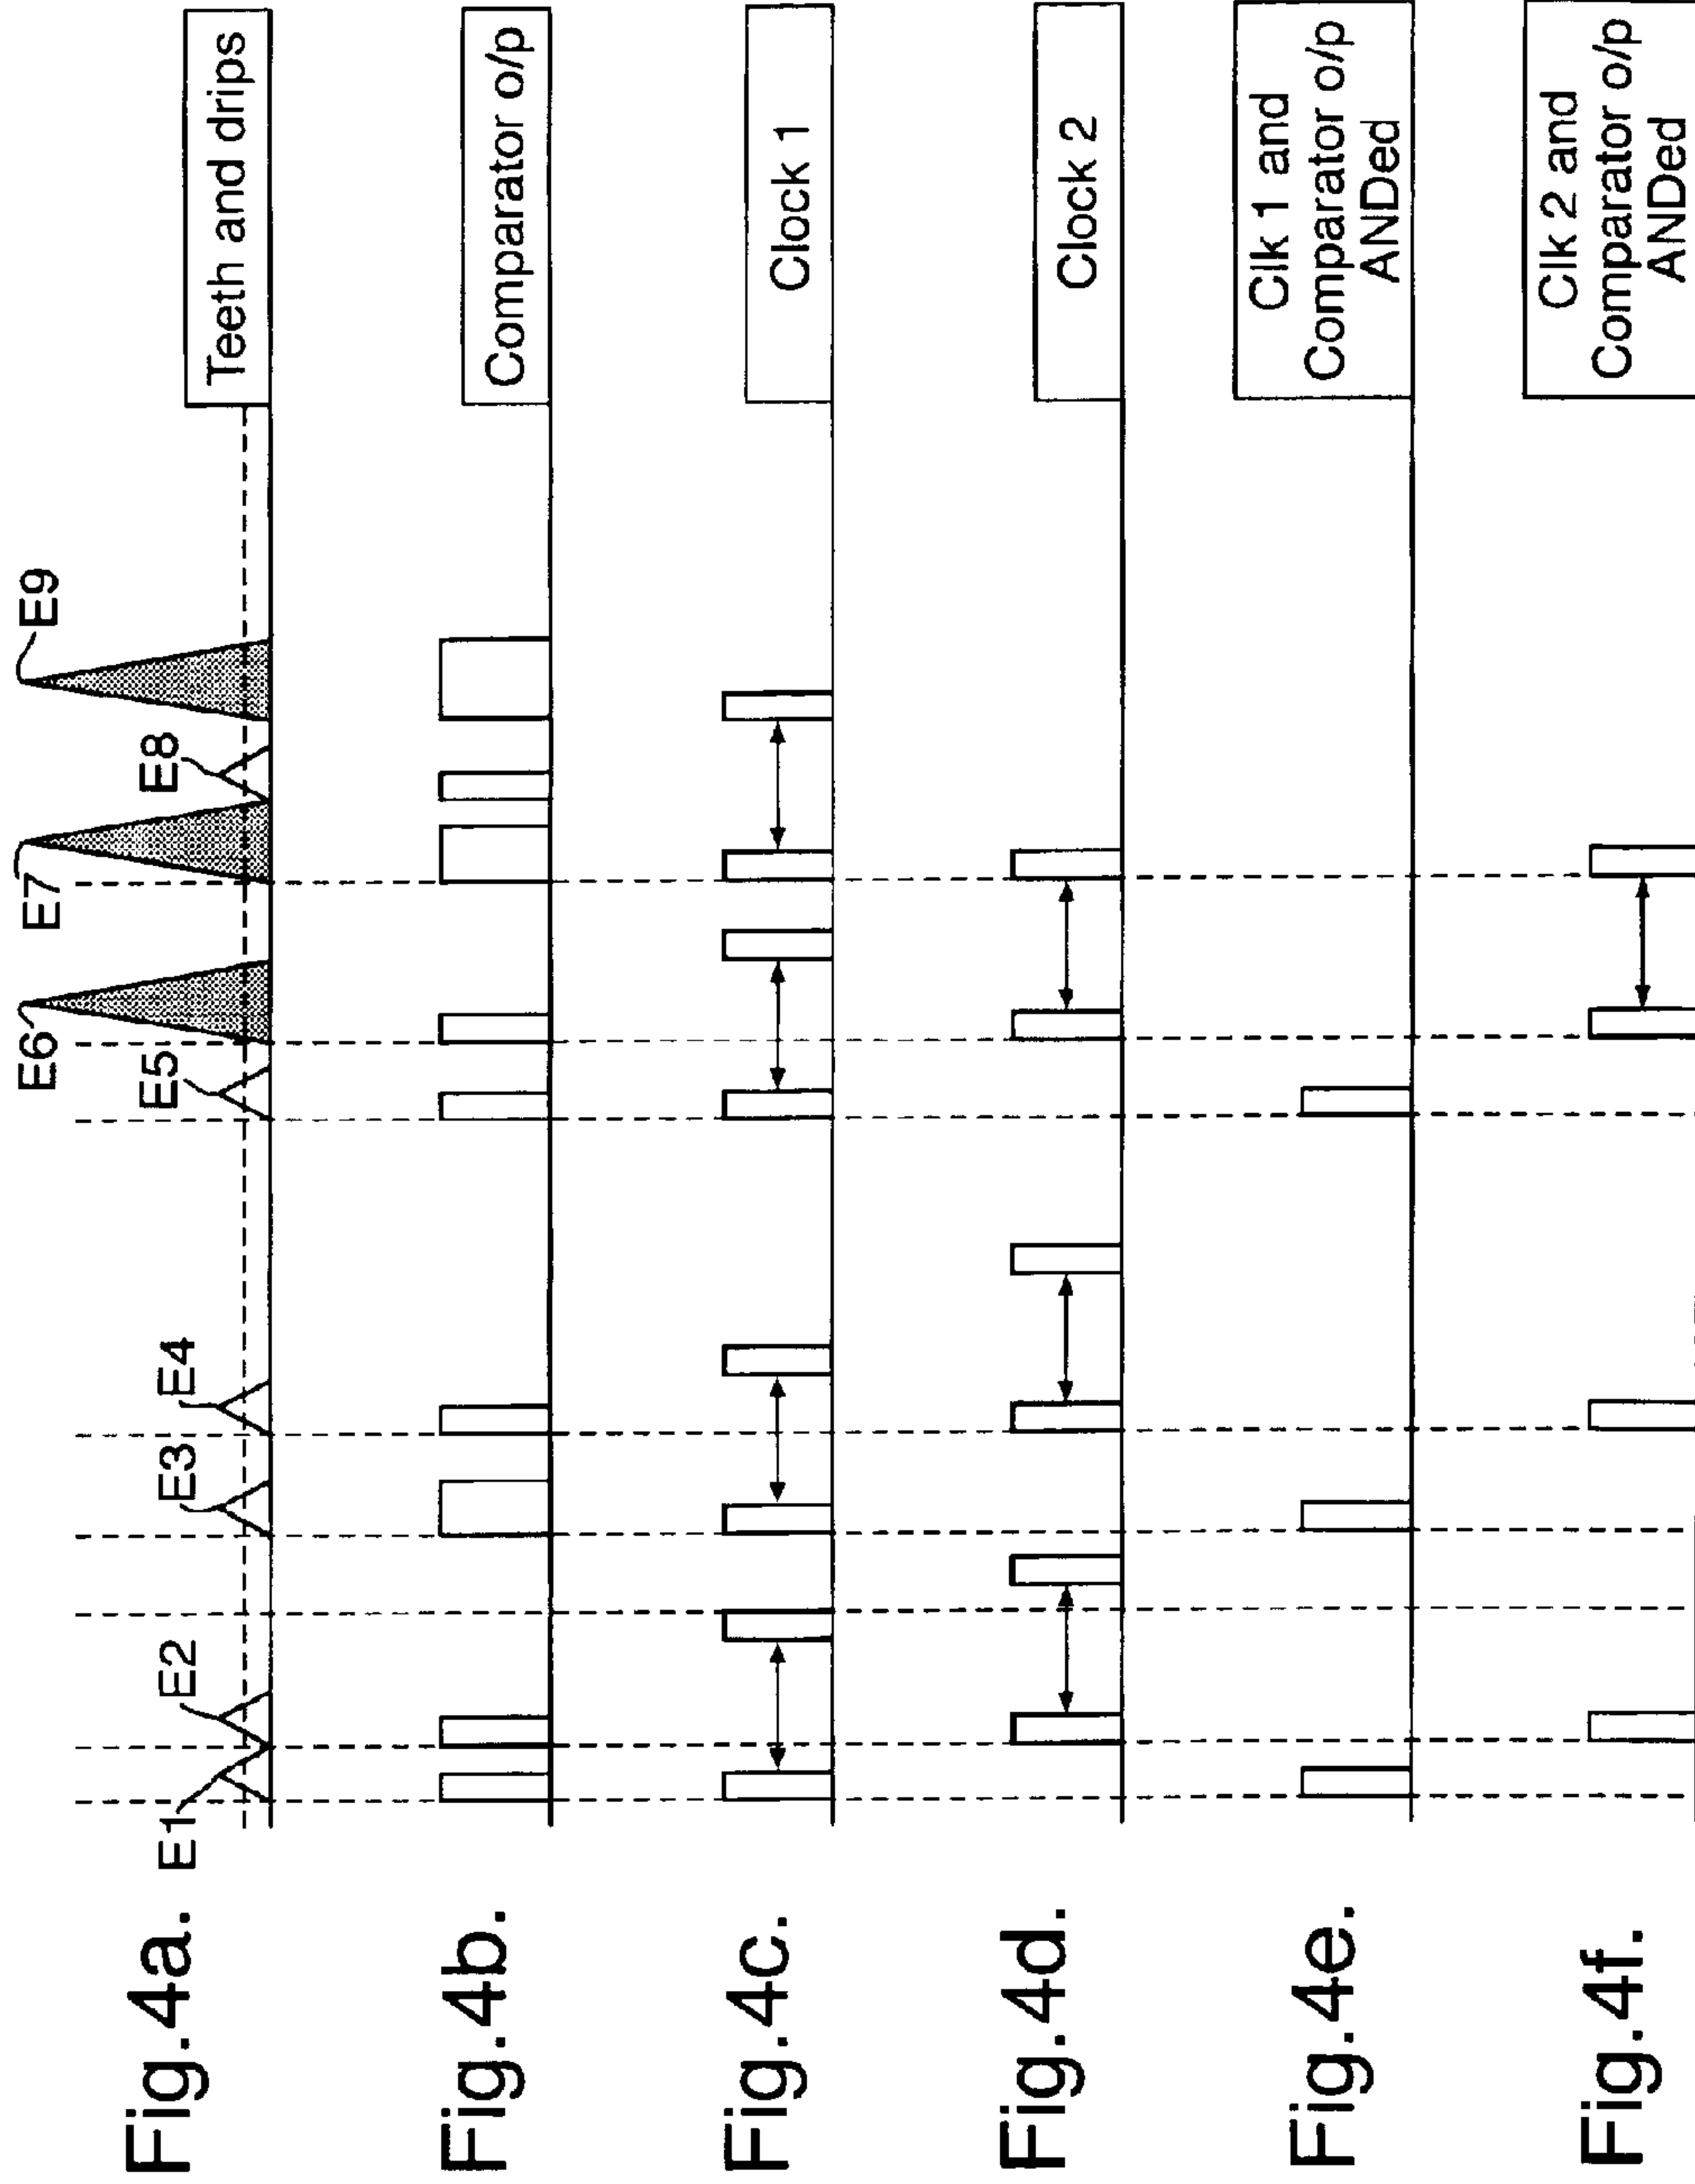 Fig.4a.
E1
E2
E3
E4
E5
E6
E7
E8
E9
Teeth and drips
Fig.4b.
Comparator o/p
Fig.4c.
Clock 1
Fig.4d.
Clock 2
Fig.4e.
Clk 1 and
Comparator o/p
ANDed
Fig.4f.
Clk 2 and
Comparator o/p
ANDed